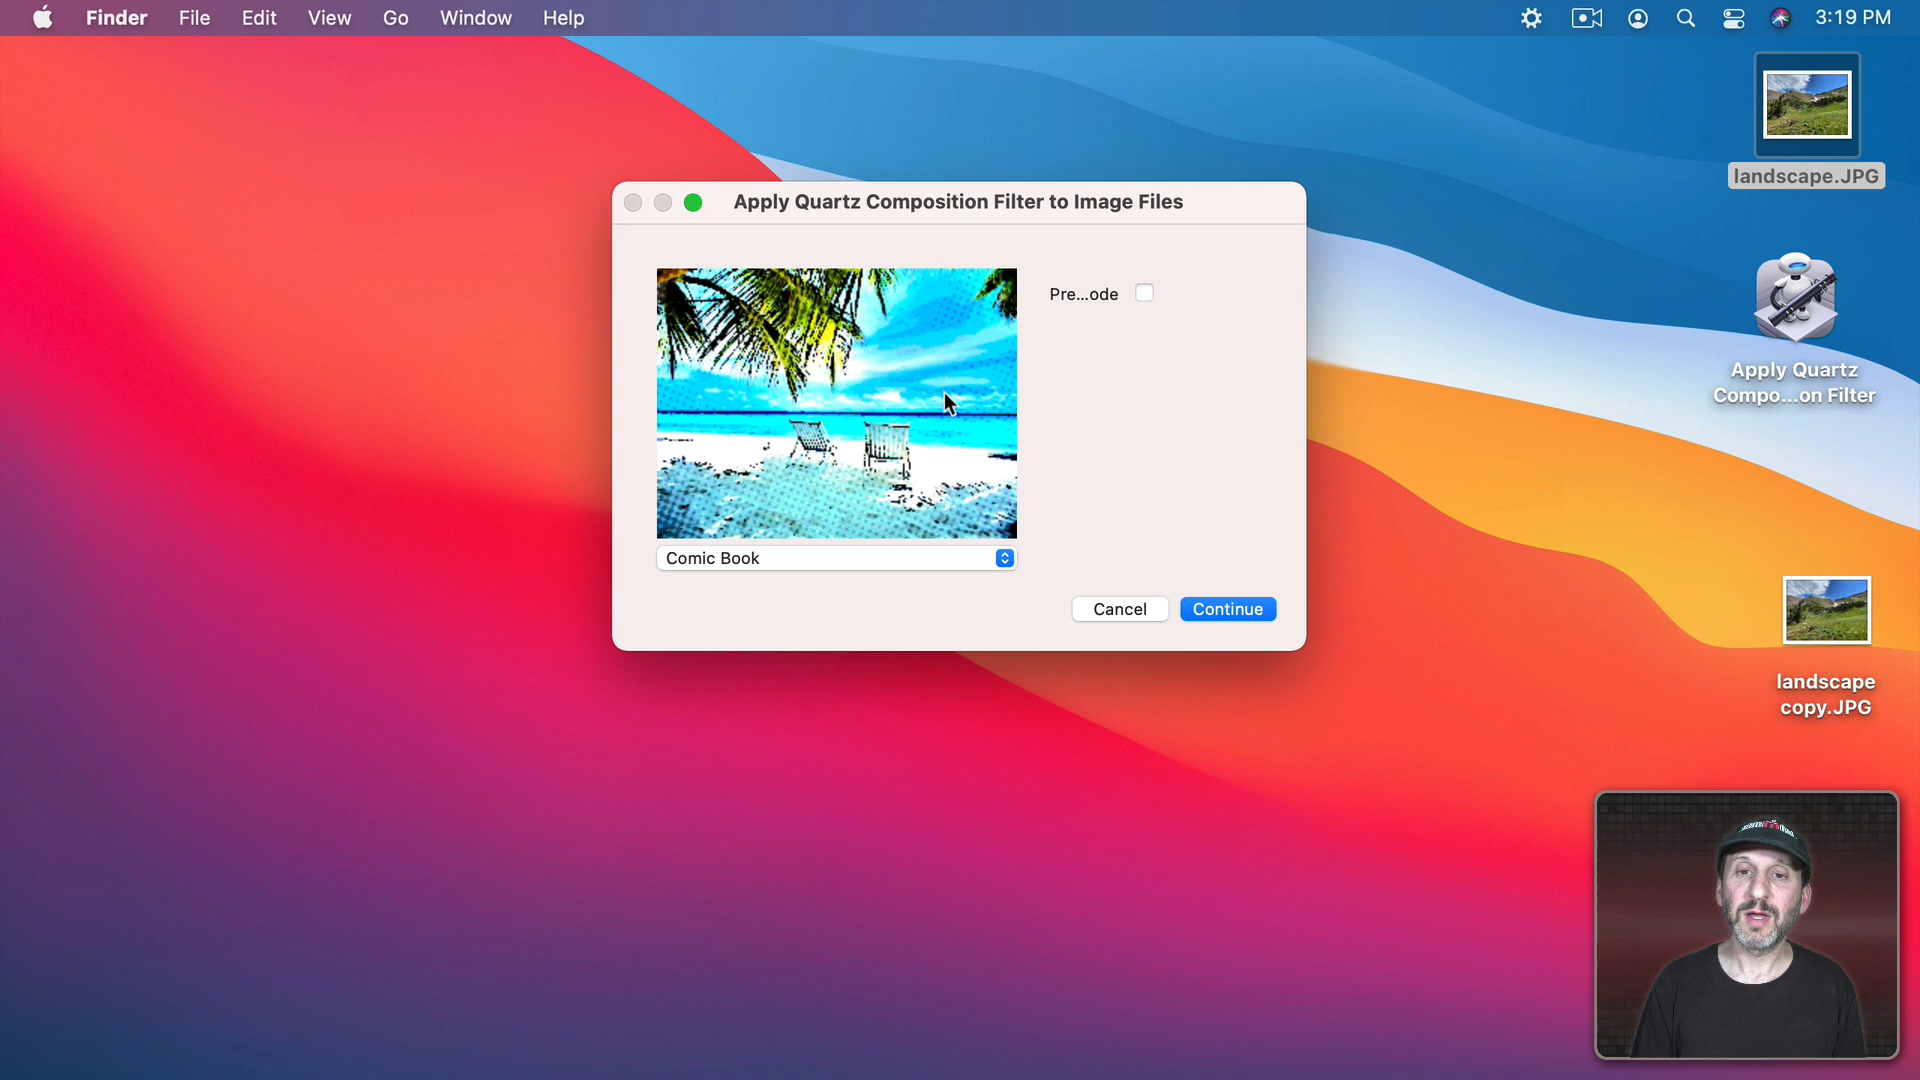 Finder File Edit View Go Window Help 3:19 PM
landscape.JPG
Apply Quartz Composition Filter to Image Files
Pre...ode
Apply Quartz
Compo...on Filter
Comic Book
Cancel Continue
landscape
copy.JPG